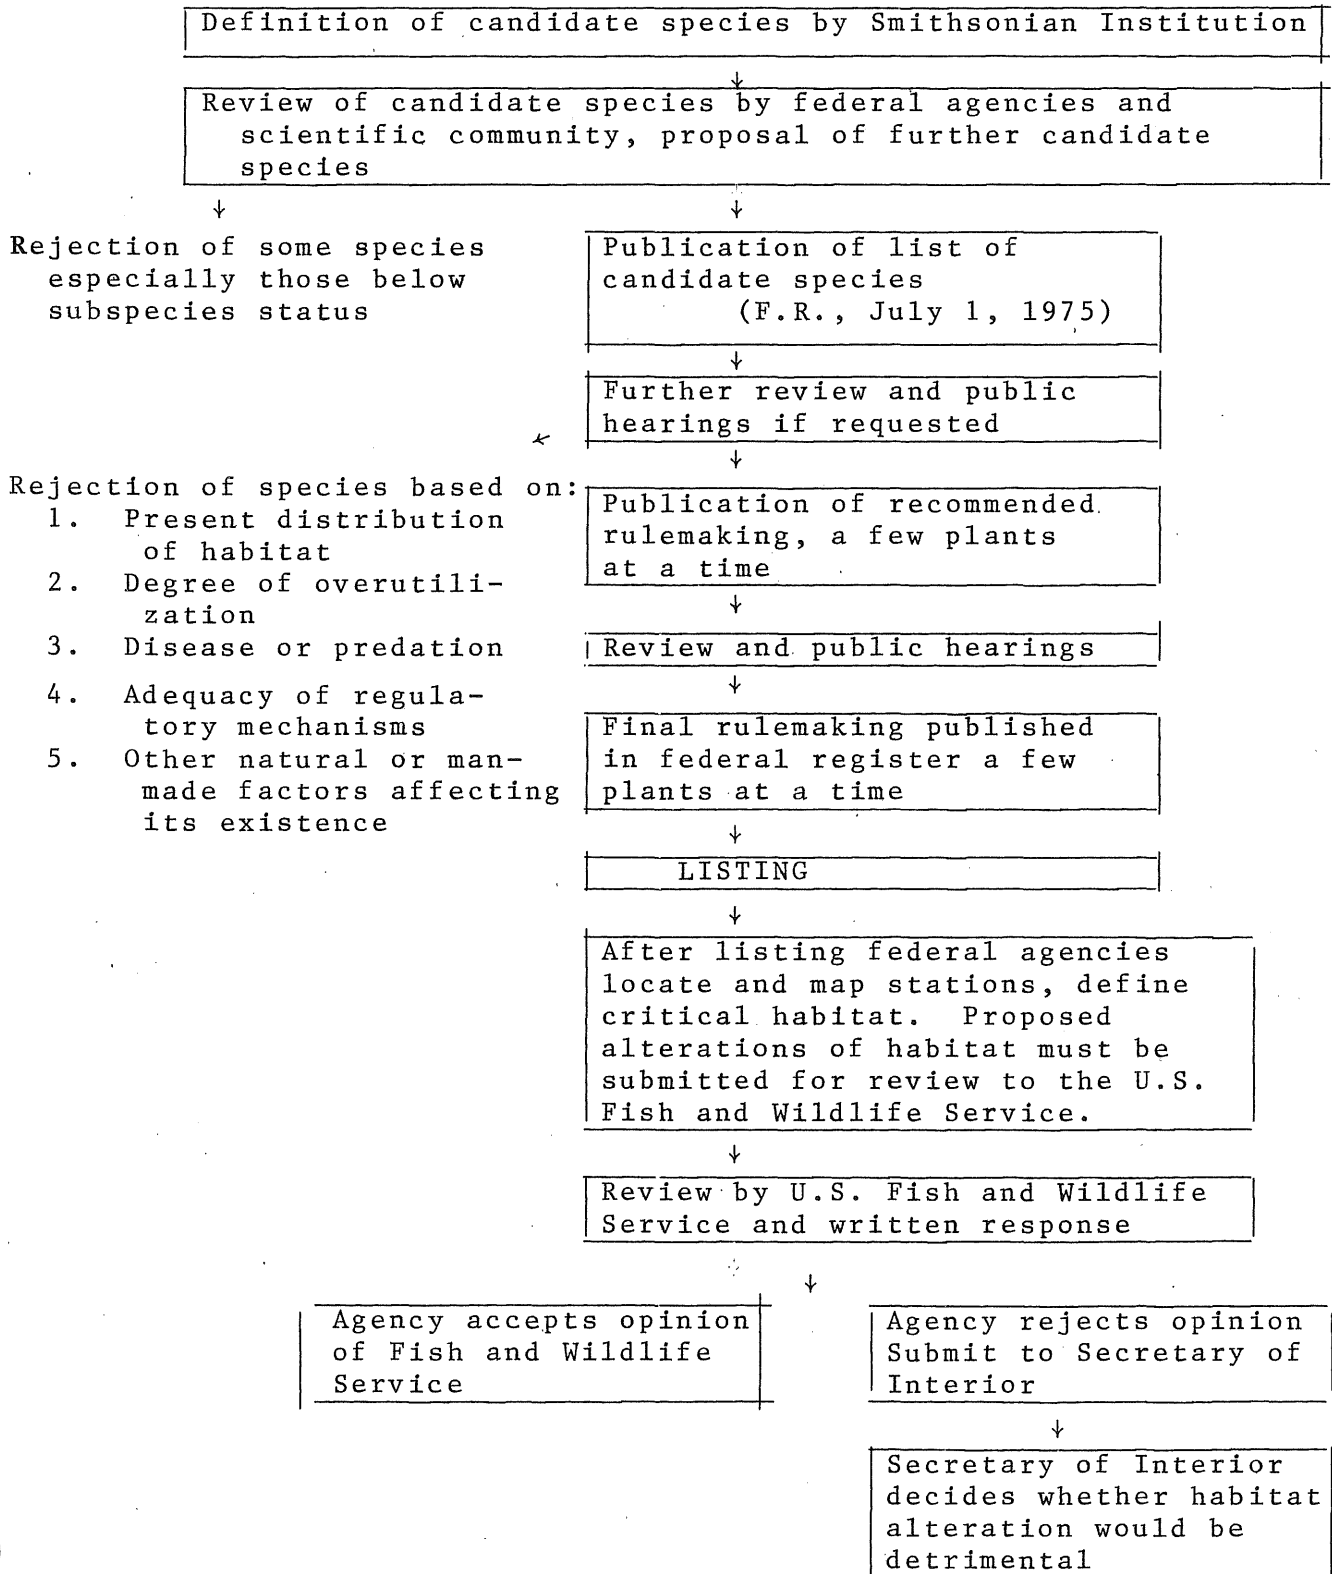 Definition of candidate species by Smithsonian Institution
Review of candidate species by federal agencies and
scientific community, proposal of further candidate
species
Rejection of some species
especially those below
subspecies status
Publication of list of
candidate species
(F.R., July 1, 1975)
Further review and public
hearings if requested
Rejection of species based on:
1. Present distribution
of habitat
2. Degree of overutili-
zation
3. Disease or predation
4. Adequacy of regula-
tory mechanisms
5. Other natural or man-
made factors affecting
its existence
Publication of recommended
rulemaking, a few plants
at a time
Review and public hearings
Final rulemaking published
in federal register a few
plants at a time
LISTING
After listing federal agencies
locate and map stations, define
critical habitat. Proposed
alterations of habitat must be
submitted for review to the U.S.
Fish and Wildlife Service.
Review by U.S. Fish and Wildlife
Service and written response
Agency accepts opinion
of Fish and Wildlife
Service
Agency rejects opinion
Submit to Secretary of
Interior
Secretary of Interior
decides whether habitat
alteration would be
detrimental